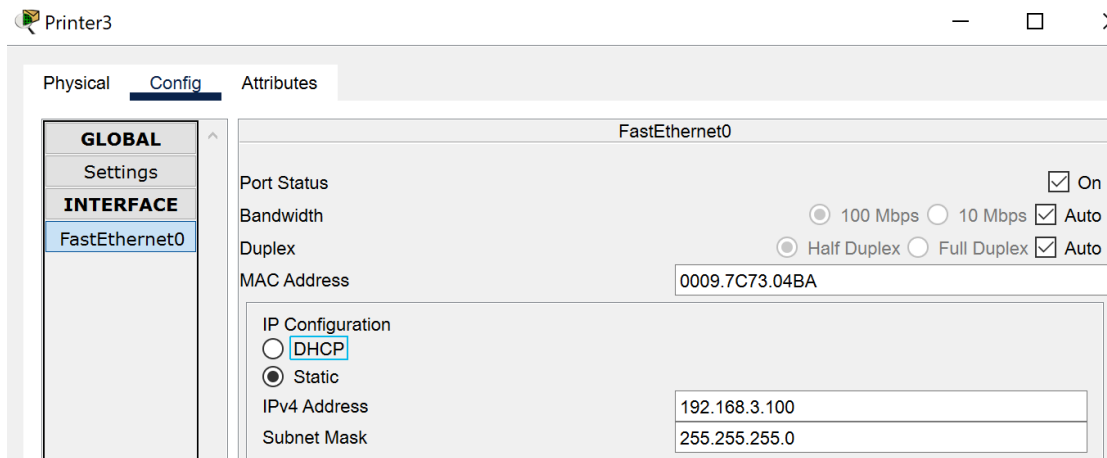 Printer3
Physical Config Attributes
GLOBAL
Settings
INTERFACE
FastEthernet0
FastEthernet0
Port Status On
Bandwidth 100 Mbps 10 Mbps Auto
Duplex Half Duplex Full Duplex Auto
MAC Address 0009.7C73.04BA
IP Configuration
DHCP
Static
IPv4 Address 192.168.3.100
Subnet Mask 255.255.255.0